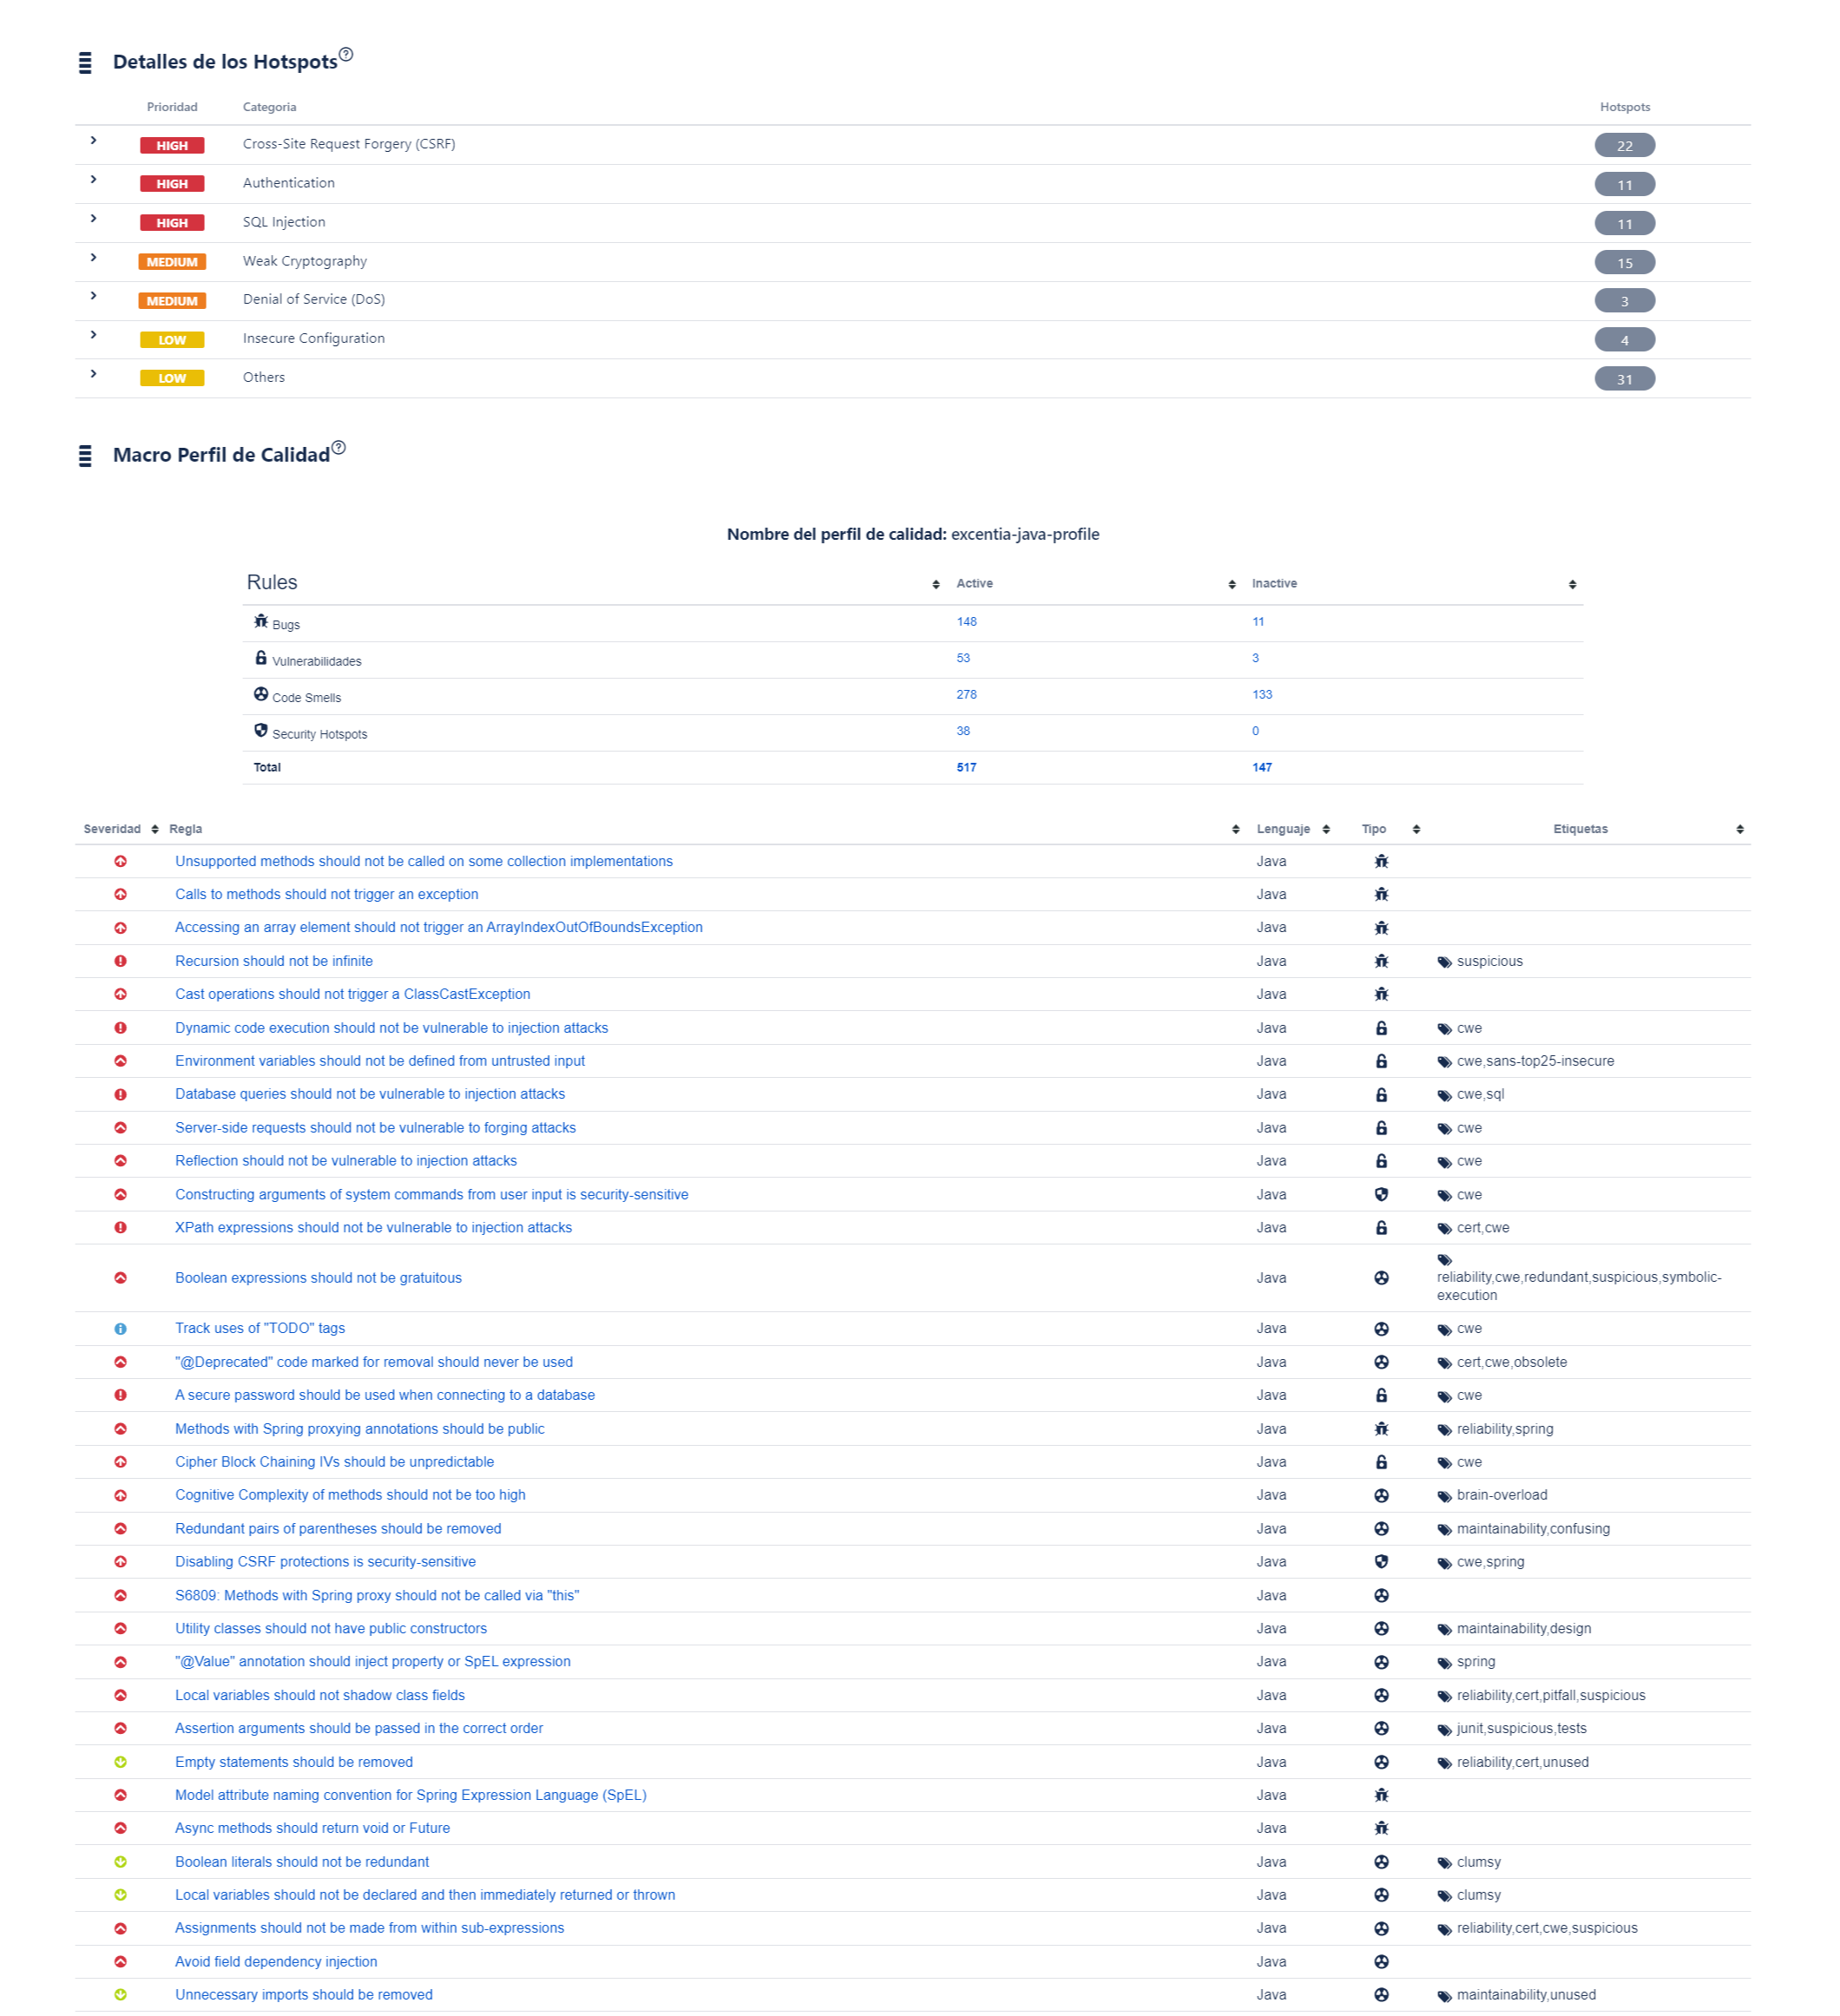 Detalles de los Hotspots
Prioridad Categoria Hotspots
HIGH Cross-Site Request Forgery (CSRF) 22
HIGH Authentication 11
HIGH SQL Injection 11
MEDIUM Weak Cryptography 15
MEDIUM Denial of Service (DoS) 3
LOW Insecure Configuration 4
LOW Others 31
Macro Perfil de Calidad
Nombre del perfil de calidad: excentia-java-profile
Rules Active Inactive
Bugs 148 11
Vulnerabilidades 53 3
Code Smells 278 133
Security Hotspots 38 0
Total 517 147
Severidad Regla Lenguaje Tipo Etiquetas
Unsupported methods should not be called on some collection implementations Java
Calls to methods should not trigger an exception Java
Accessing an array element should not trigger an ArrayIndexOutOfBoundsException Java
Recursion should not be infinite Java suspicious
Cast operations should not trigger a ClassCastException Java
Dynamic code execution should not be vulnerable to injection attacks Java cwe
Environment variables should not be defined from untrusted input Java cwe,sans-top25-insecure
Database queries should not be vulnerable to injection attacks Java cwe,sql
Server-side requests should not be vulnerable to forging attacks Java cwe
Reflection should not be vulnerable to injection attacks Java cwe
Constructing arguments of system commands from user input is security-sensitive Java cwe
XPath expressions should not be vulnerable to injection attacks Java cert,cwe
Boolean expressions should not be gratuitous Java reliability,cwe,redundant,suspicious,symbolic-
execution
Track uses of "TODO" tags Java cwe
"@Deprecated" code marked for removal should never be used Java cert,cwe,obsolete
A secure password should be used when connecting to a database Java cwe
Methods with Spring proxying annotations should be public Java reliability,spring
Cipher Block Chaining IVs should be unpredictable Java cwe
Cognitive Complexity of methods should not be too high Java brain-overload
Redundant pairs of parentheses should be removed Java maintainability,confusing
Disabling CSRF protections is security-sensitive Java cwe,spring
S6809: Methods with Spring proxy should not be called via "this" Java
Utility classes should not have public constructors Java maintainability,design
"@Value" annotation should inject property or SpEL expression Java spring
Local variables should not shadow class fields Java reliability,cert,pitfall,suspicious
Assertion arguments should be passed in the correct order Java junit,suspicious,tests
Empty statements should be removed Java reliability,cert,unused
Model attribute naming convention for Spring Expression Language (SpEL) Java
Async methods should return void or Future Java
Boolean literals should not be redundant Java clumsy
Local variables should not be declared and then immediately returned or thrown Java clumsy
Assignments should not be made from within sub-expressions Java reliability,cert,cwe,suspicious
Avoid field dependency injection Java
Unnecessary imports should be removed Java maintainability,unused